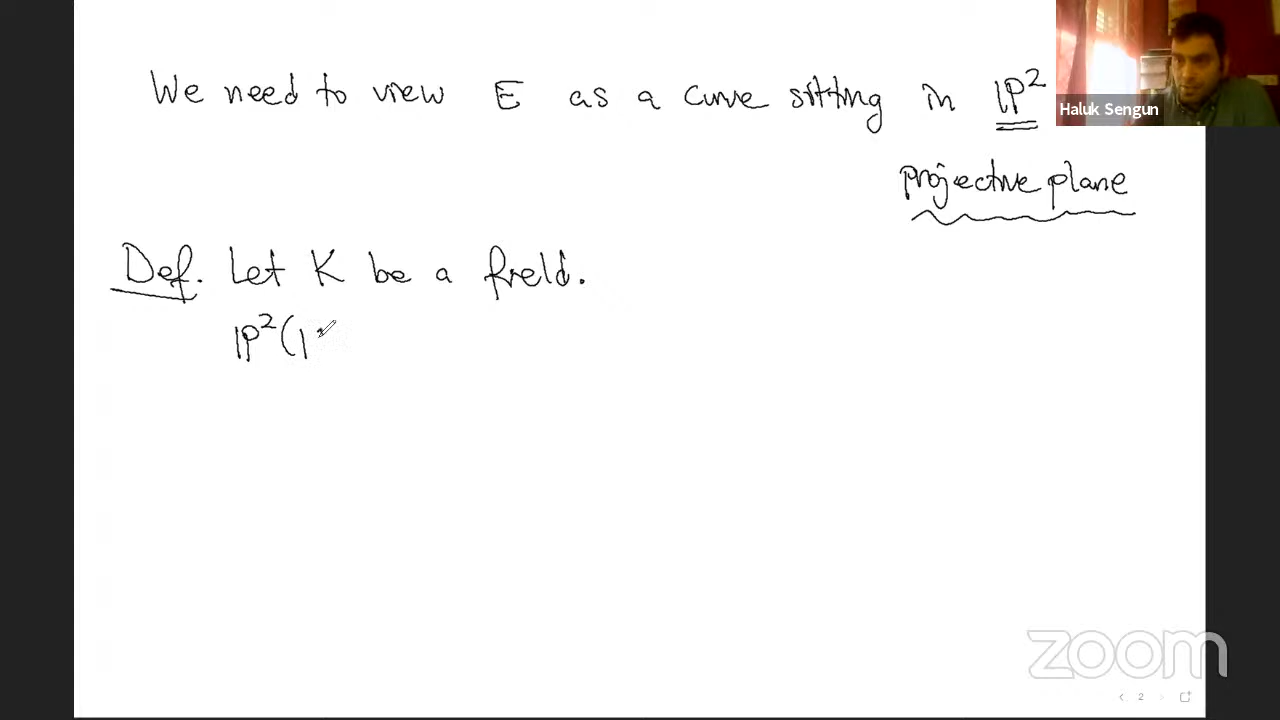 We need to view E as a curve sitting in ℙ²
Haluk Sengun
projective plane
Def. Let K be a field.
ℙ²(
zoom
2